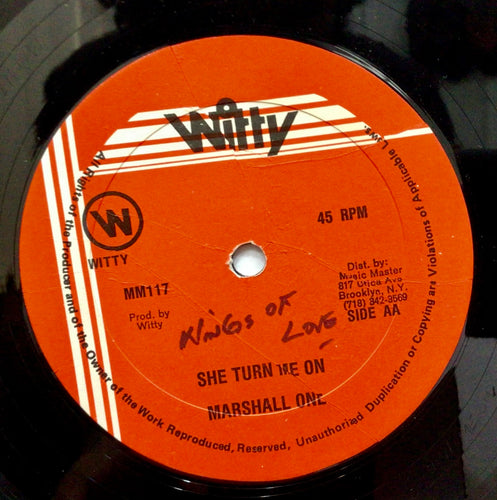 Witty
W
WITTY
45 RPM
MM117
Prod. by
Witty
Dist. by:
Music Master
817 Utica Ave
Brooklyn, N.Y.
(718) 342-3569
SIDE AA
KINGS OF
LOVE
SHE TURN ME ON
MARSHALL ONE
All Rights of the Producer and of the Owner of the Work Reproduced, Reserved, Unauthorized Duplication or Copying are Violations of Applicable Laws.